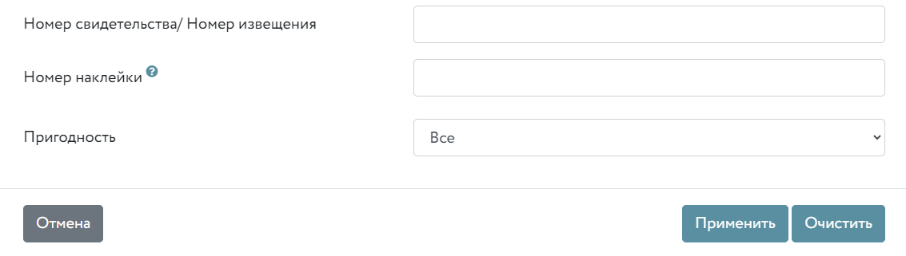 Номер свидетельства/ Номер извещения
Номер наклейки ?
Пригодность
Все
Отмена
Применить
Очистить